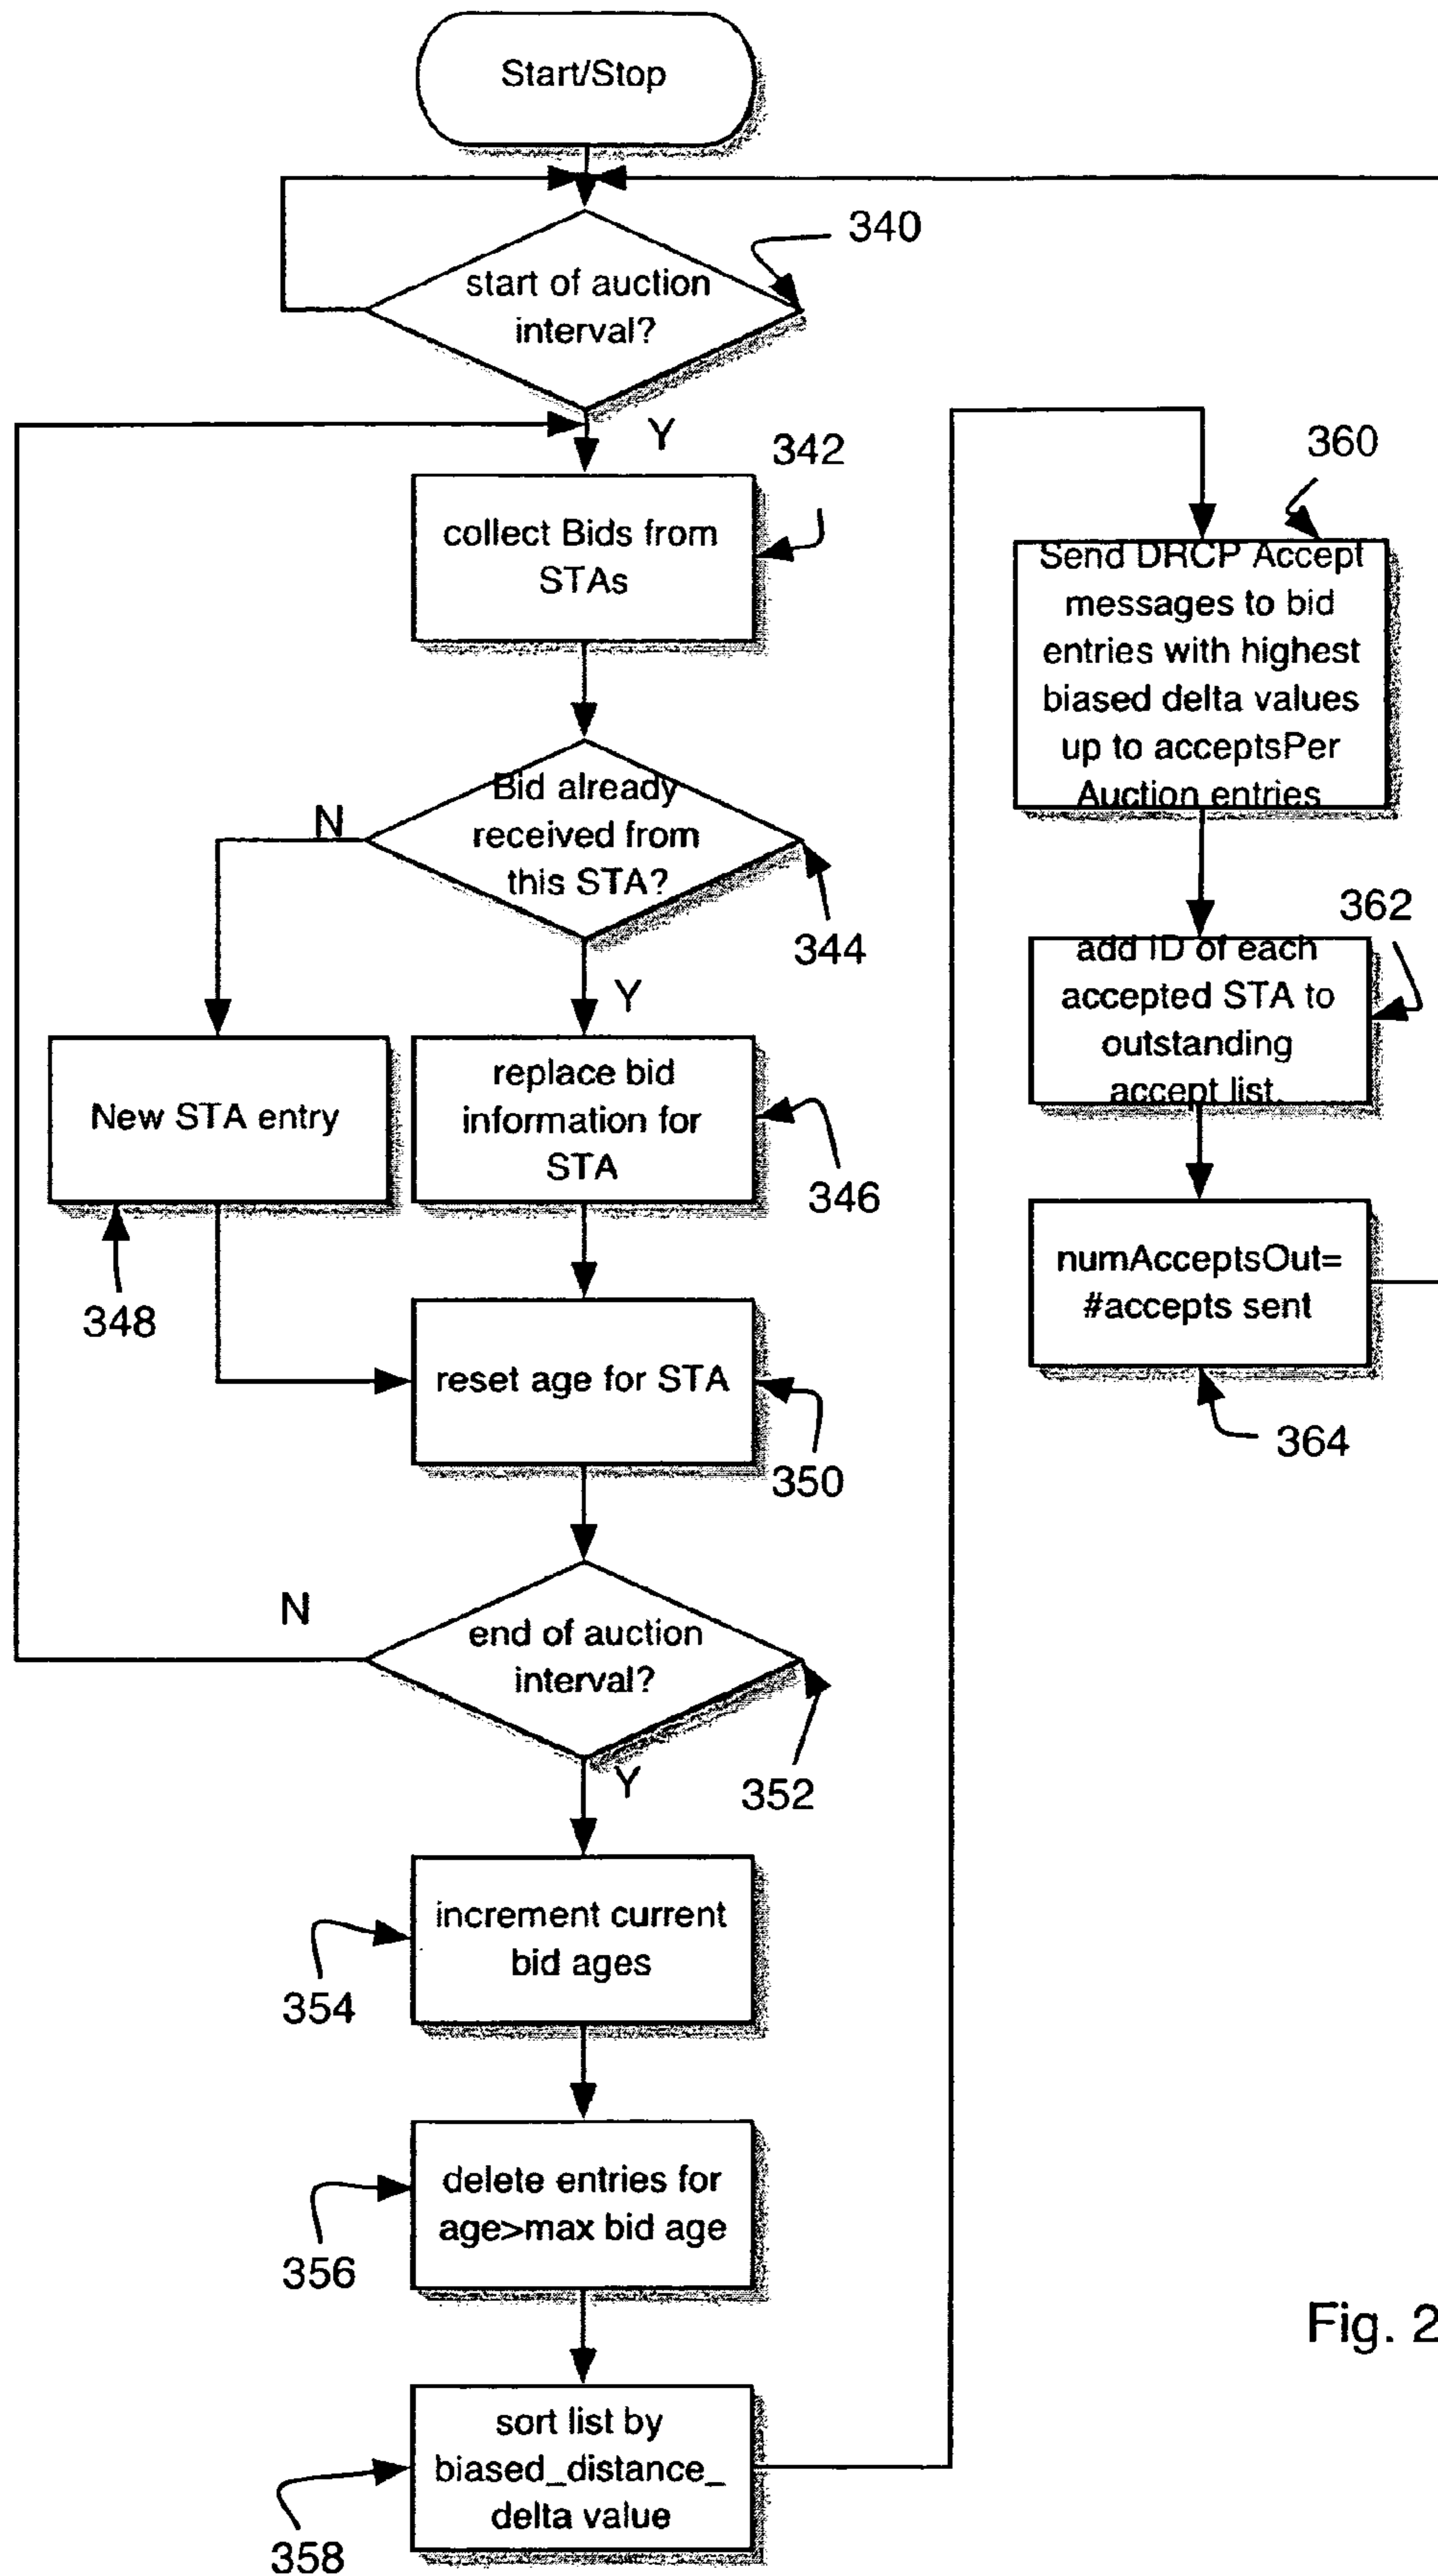 Start/Stop
340
start of auction
interval?
Y
342
collect Bids from
STAs
Bid already
received from
this STA?
N
344
Y
New STA entry
348
replace bid
information for
STA
346
reset age for STA
350
end of auction
interval?
N
352
Y
increment current
bid ages
354
delete entries for
age>max bid age
356
sort list by
biased_distance_
delta value
358
360
Send DRCP Accept
messages to bid
entries with highest
biased delta values
up to acceptsPer
Auction entries
362
add ID of each
accepted STA to
outstanding
accept list.
numAcceptsOut=
#accepts sent
364
Fig. 2